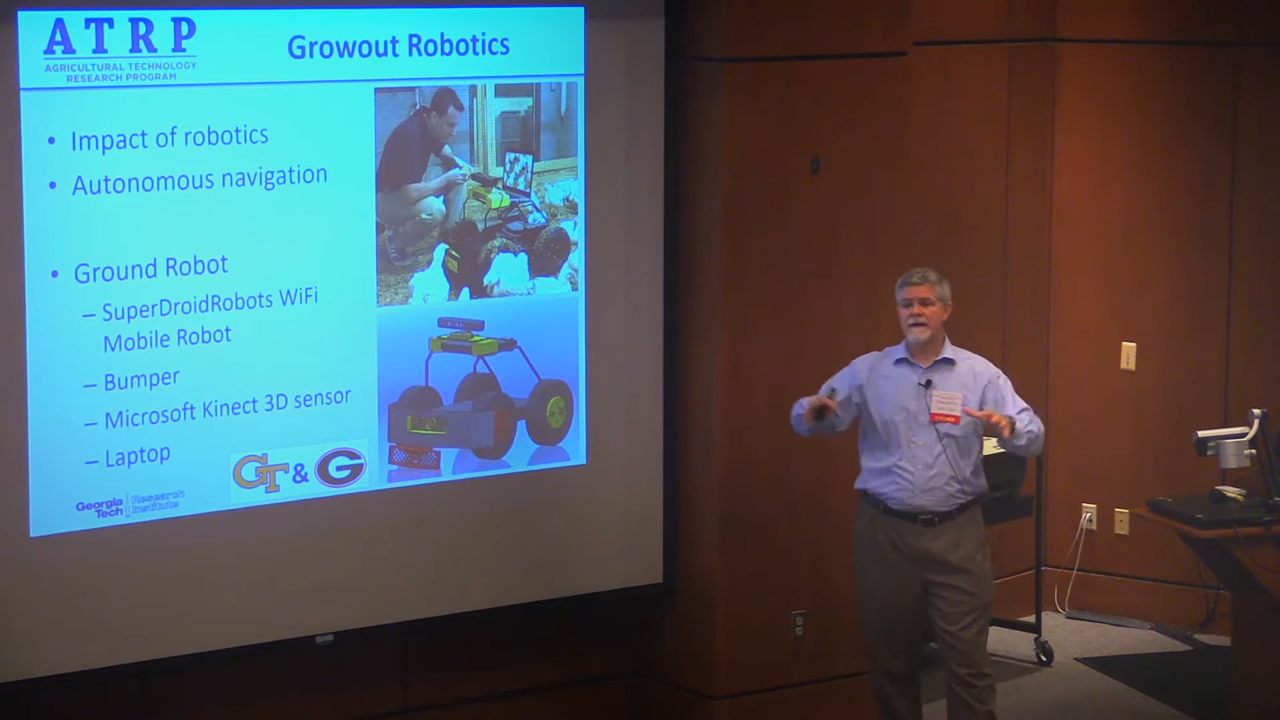 ATRP
AGRICULTURAL TECHNOLOGY
RESEARCH PROGRAM
Growout Robotics
• Impact of robotics
• Autonomous navigation
• Ground Robot
– SuperDroidRobots WiFi
Mobile Robot
– Bumper
– Microsoft Kinect 3D sensor
– Laptop
GT & G
Georgia Tech
Research Institute